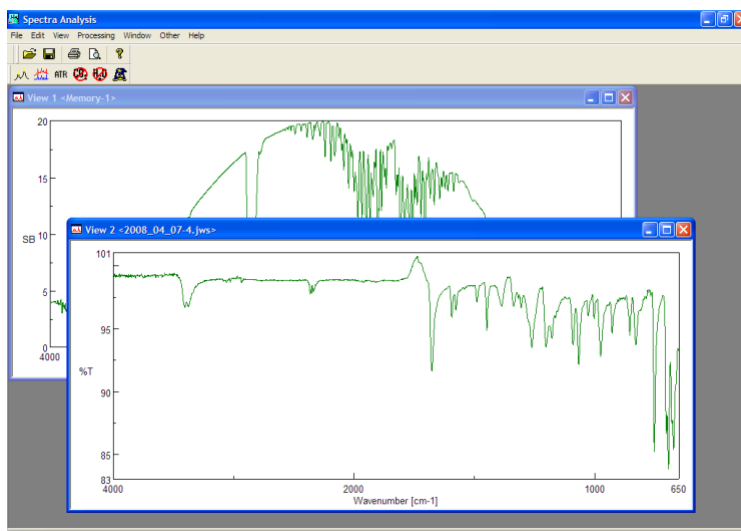 Spectra Analysis
File Edit View Processing Window Other Help
ATR CO2 H2O
View 1 <Memory-1>
20
15
SB 10
5
0
4000
View 2 <2008_04_07-4.jws>
101
95
%T
90
85
83
4000 2000 1000 650
Wavenumber [cm-1]